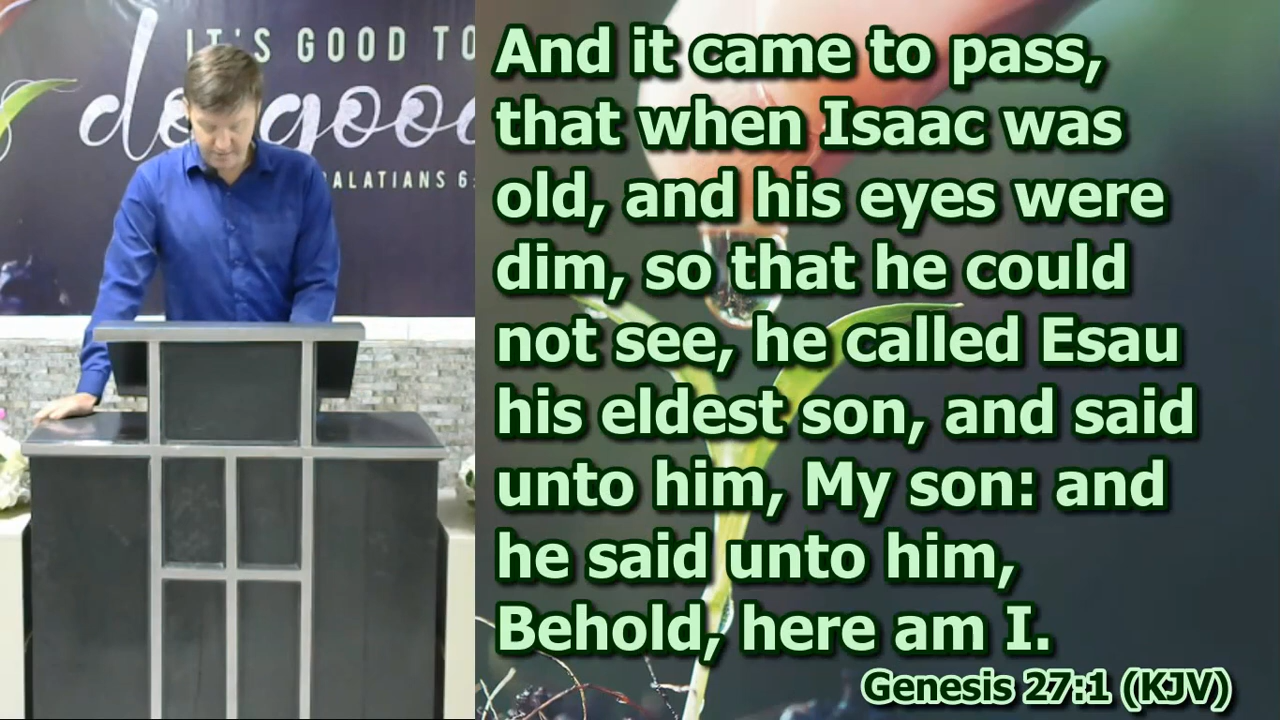 IT'S GOOD TO
do good
GALATIANS 6:
And it came to pass,
that when Isaac was
old, and his eyes were
dim, so that he could
not see, he called Esau
his eldest son, and said
unto him, My son: and
he said unto him,
Behold, here am I.
Genesis 27:1 (KJV)